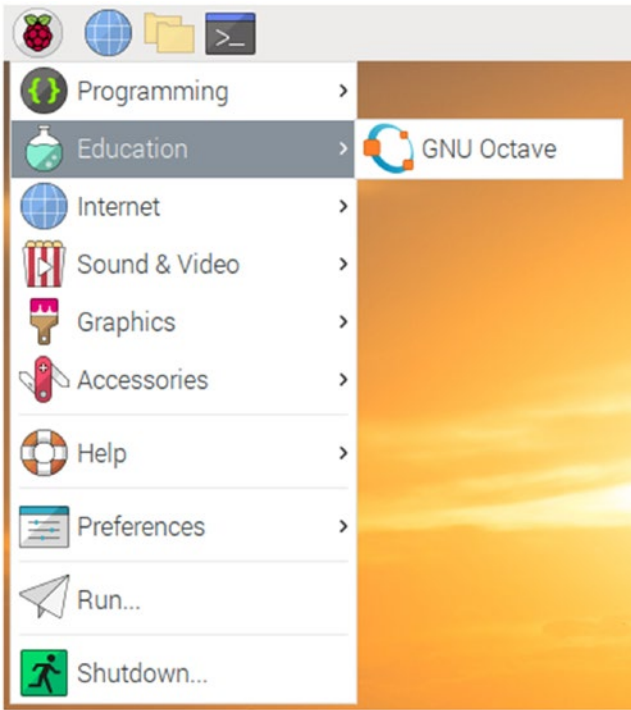 >_
Programming
Education
GNU Octave
Internet
Sound & Video
Graphics
Accessories
Help
Preferences
Run...
Shutdown...